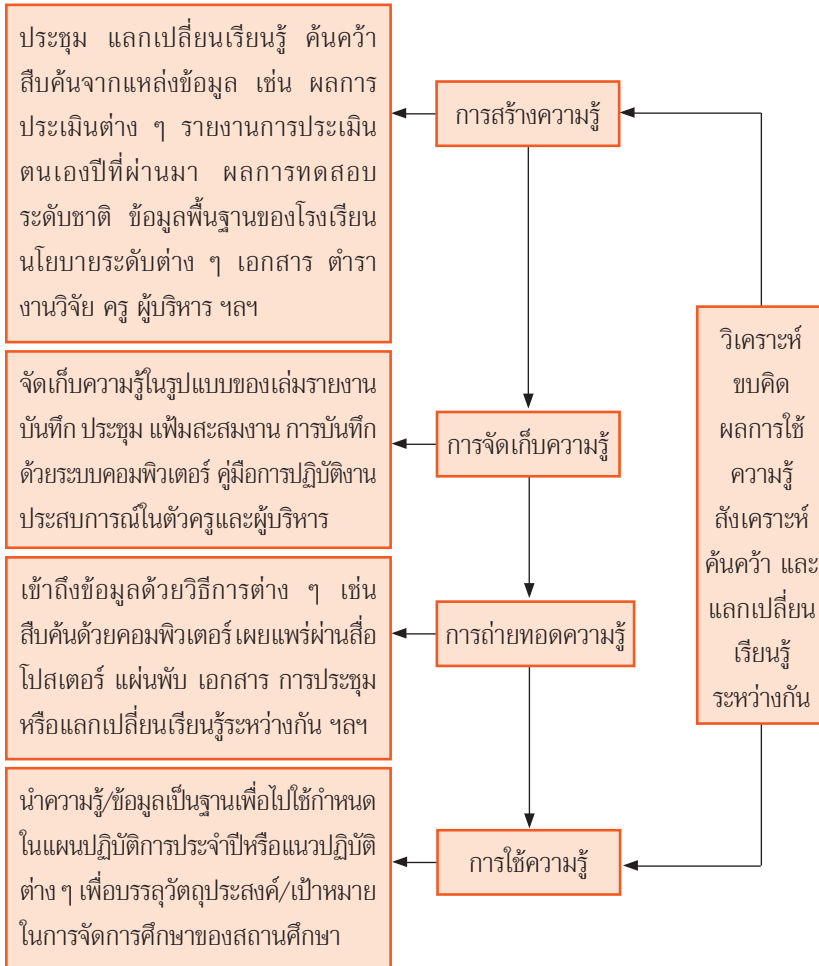 ประชุม แลกเปลี่ยนเรียนรู้ ค้นคว้า
สืบค้นจากแหล่งข้อมูล เช่น ผลการ
ประเมินต่าง ๆ รายงานการประเมิน
ตนเองปีที่ผ่านมา ผลการทดสอบ
ระดับชาติ ข้อมูลพื้นฐานของโรงเรียน
นโยบายระดับต่าง ๆ เอกสาร ตำรา
งานวิจัย ครู ผู้บริหาร ฯลฯ
การสร้างความรู้
จัดเก็บความรู้ในรูปแบบของเล่มรายงาน
บันทึก ประชุม แฟ้มสะสมงาน การบันทึก
ด้วยระบบคอมพิวเตอร์ คู่มือการปฏิบัติงาน
ประสบการณ์ในตัวครูและผู้บริหาร
การจัดเก็บความรู้
เข้าถึงข้อมูลด้วยวิธีการต่าง ๆ เช่น
สืบค้นด้วยคอมพิวเตอร์ เผยแพร่ผ่านสื่อ
โปสเตอร์ แผ่นพับ เอกสาร การประชุม
หรือแลกเปลี่ยนเรียนรู้ระหว่างกัน ฯลฯ
การถ่ายทอดความรู้
นำความรู้/ข้อมูลเป็นฐานเพื่อไปใช้กำหนด
ในแผนปฏิบัติการประจำปีหรือแนวปฏิบัติ
ต่าง ๆ เพื่อบรรลุวัตถุประสงค์/เป้าหมาย
ในการจัดการศึกษาของสถานศึกษา
การใช้ความรู้
วิเคราะห์
ขบคิด
ผลการใช้
ความรู้
สังเคราะห์
ค้นคว้า และ
แลกเปลี่ยน
เรียนรู้
ระหว่างกัน